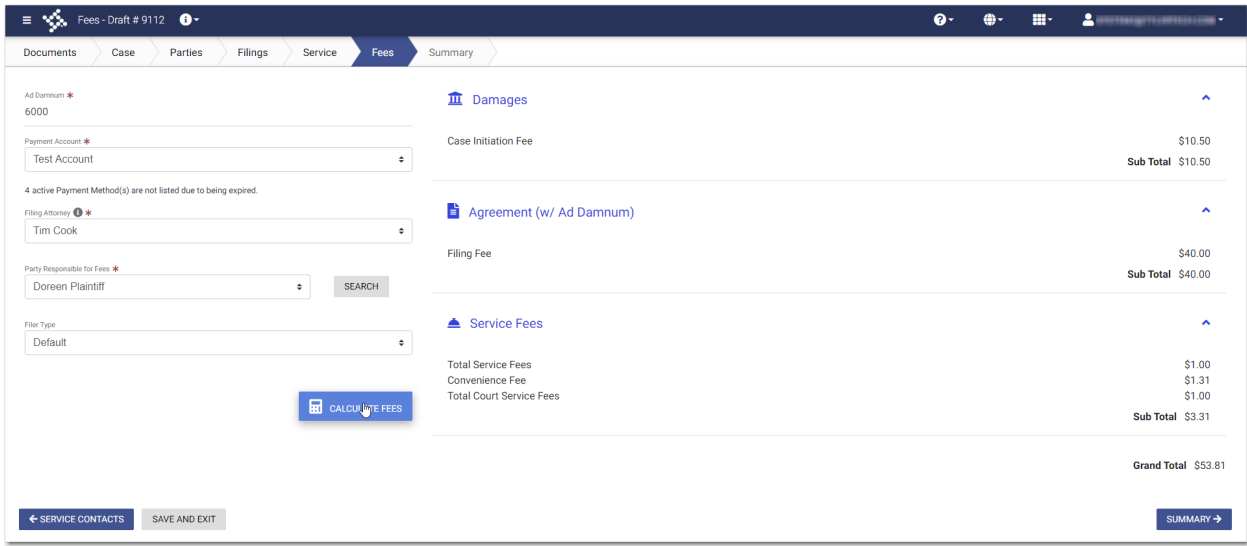 Fees - Draft # 9112
Documents Case Parties Filings Service Fees Summary
Ad Damnum *
6000
Payment Account *
Test Account
4 active Payment Method(s) are not listed due to being expired.
Filing Attorney *
Tim Cook
Party Responsible for Fees *
Doreen Plaintiff
SEARCH
Filer Type
Default
CALCULATE FEES
Damages
Case Initiation Fee $10.50
Sub Total $10.50
Agreement (w/ Ad Damnum)
Filing Fee $40.00
Sub Total $40.00
Service Fees
Total Service Fees $1.00
Convenience Fee $1.31
Total Court Service Fees $1.00
Sub Total $3.31
Grand Total $53.81
SERVICE CONTACTS SAVE AND EXIT SUMMARY